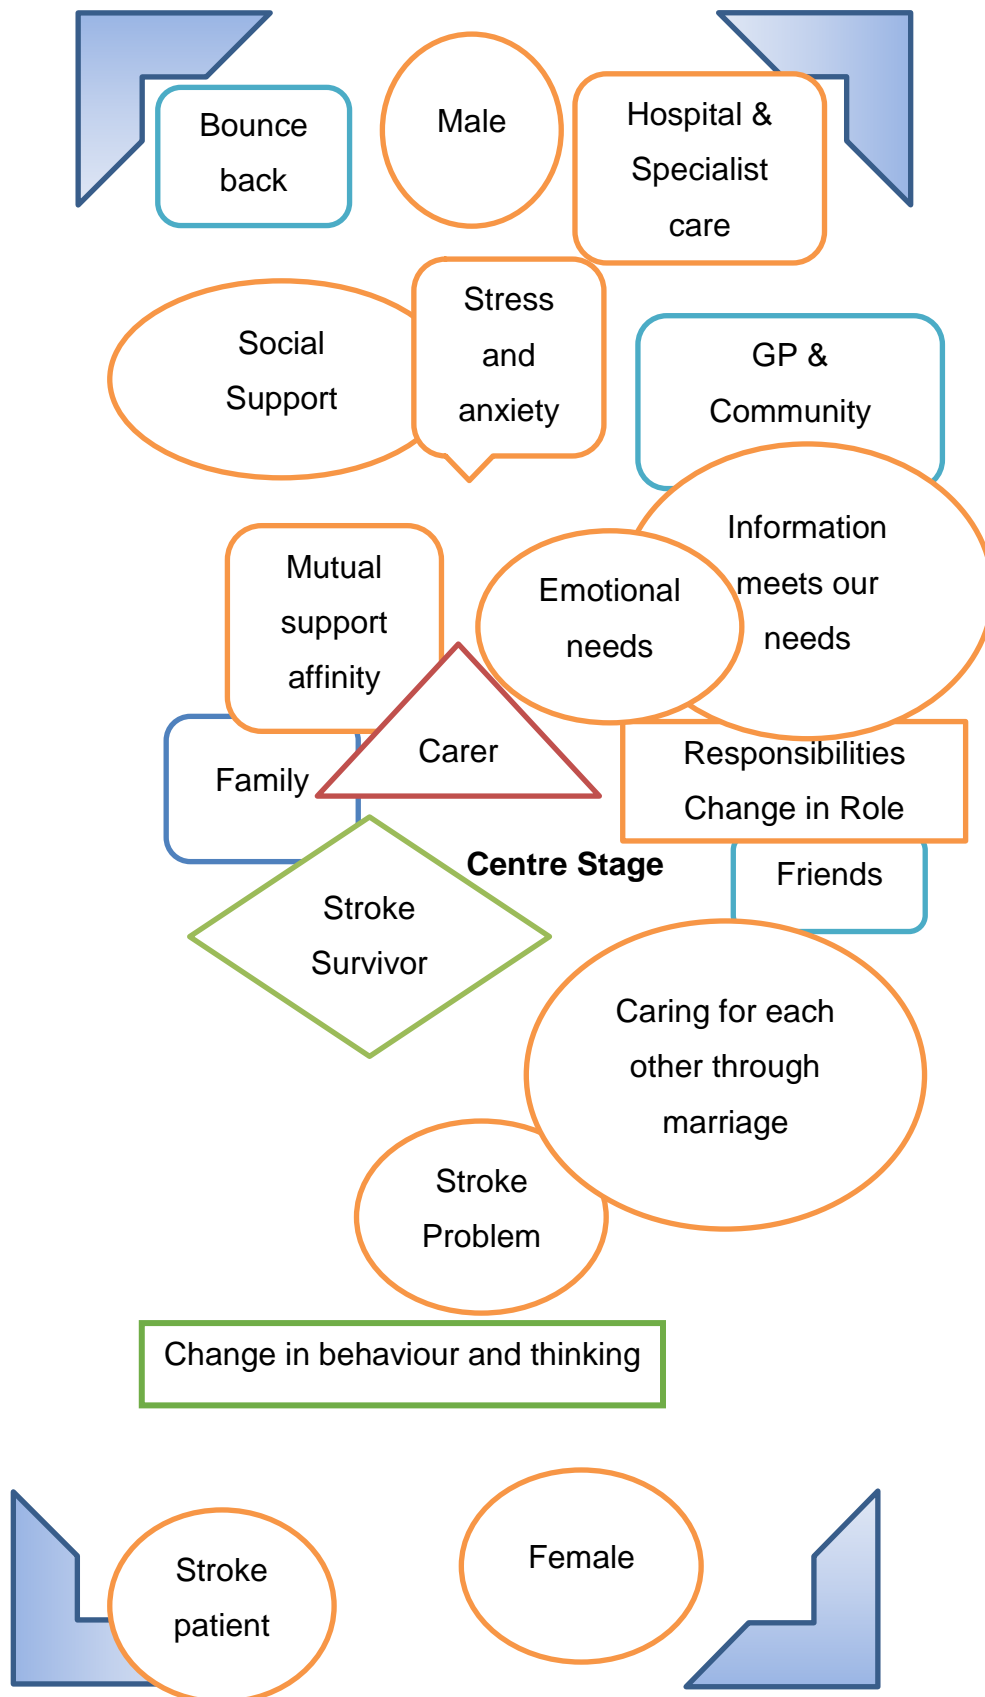 Bounce
back
Male
Hospital &
Specialist
care
Social
Support
Stress
and
anxiety
GP &
Community
Mutual
support
affinity
Emotional
needs
Information
meets our
needs
Family
Carer
Responsibilities
Change in Role
Centre Stage
Friends
Stroke
Survivor
Caring for each
other through
marriage
Stroke
Problem
Change in behaviour and thinking
Stroke
patient
Female